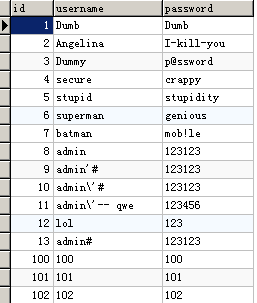 id username password
1 Dumb Dumb
2 Angelina I-kill-you
3 Dummy p@ssword
4 secure crappy
5 stupid stupidity
6 superman genious
7 batman mob!le
8 admin 123123
9 admin'# 123123
10 admin\'# 123123
11 admin\'-- qwe 123456
12 lol 123
13 admin# 123123
100 100 100
101 101 101
102 102 102